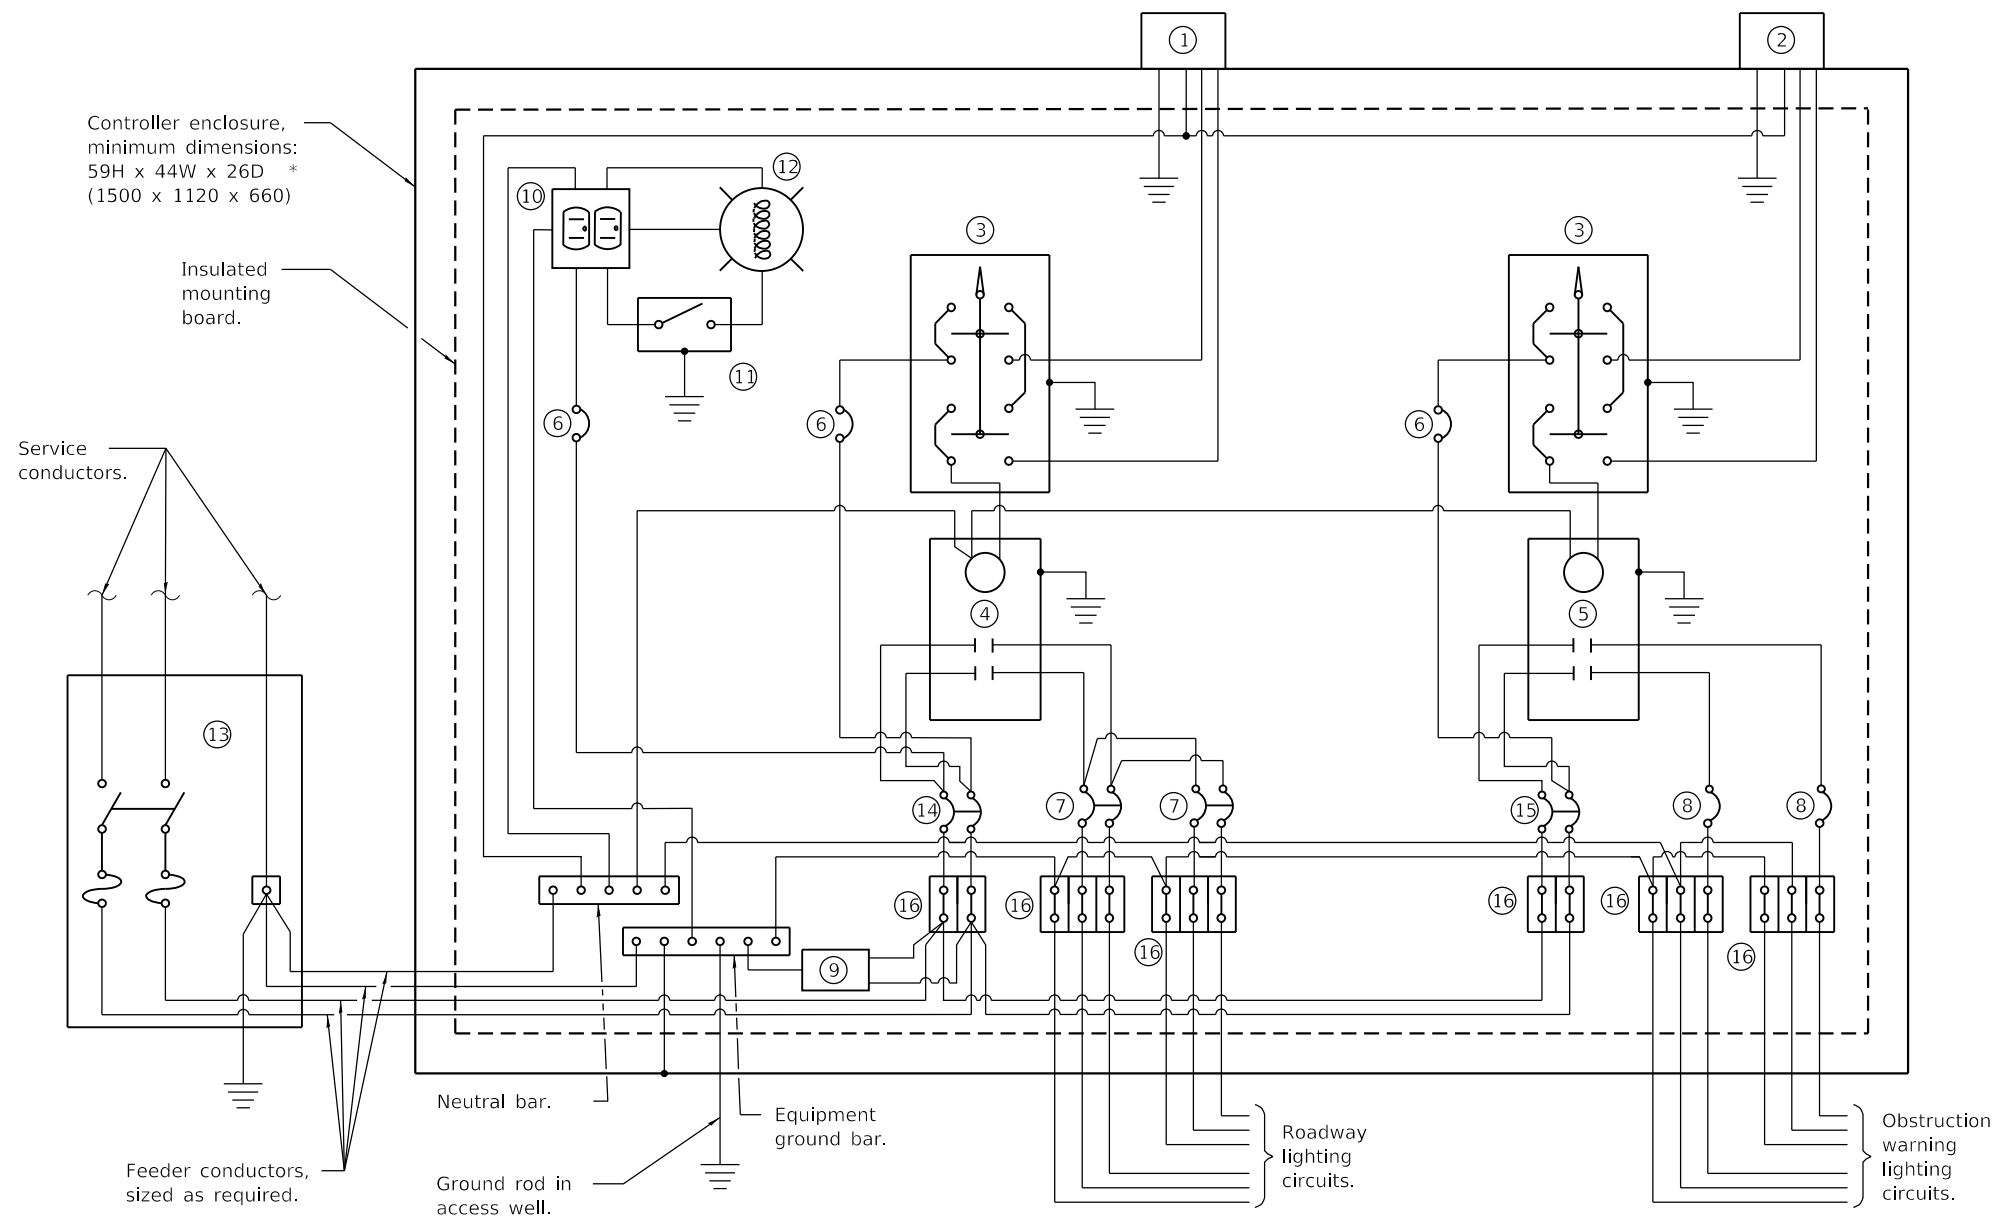 1
2
Controller enclosure,
minimum dimensions:
59H x 44W x 26D *
(1500 x 1120 x 660)
12
10
3
3
Insulated
mounting
board.
11
6
6
6
Service
conductors.
4
5
13
14
7
7
15
8
8
16
16
16
16
16
16
9
Neutral bar.
Equipment
ground bar.
Feeder conductors,
sized as required.
Ground rod in
access well.
Roadway
lighting
circuits.
Obstruction
warning
lighting
circuits.